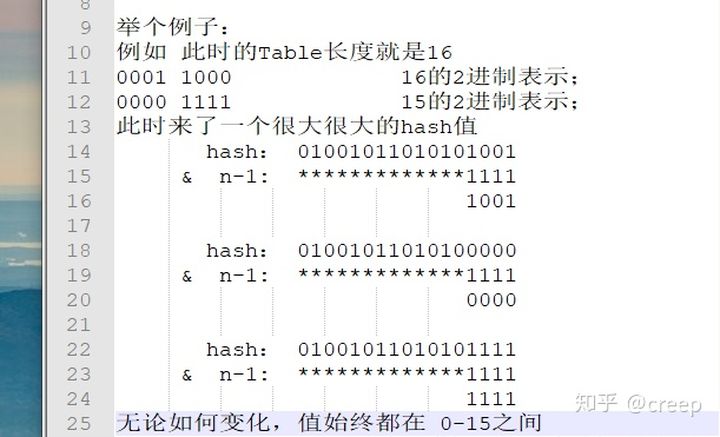 8
9 举个例子：
10 例如 此时的Table长度就是16
11 0001 1000 16的2进制表示；
12 0000 1111 15的2进制表示；
13 此时来了一个很大很大的hash值
14 hash： 01001011010101001
15 & n-1： *************1111
16 1001
17
18 hash： 01001011010100000
19 & n-1： *************1111
20 0000
21
22 hash： 01001011010101111
23 & n-1： *************1111
24 1111
25 无论如何变化，值始终都在 0-15之间
知乎 @creep